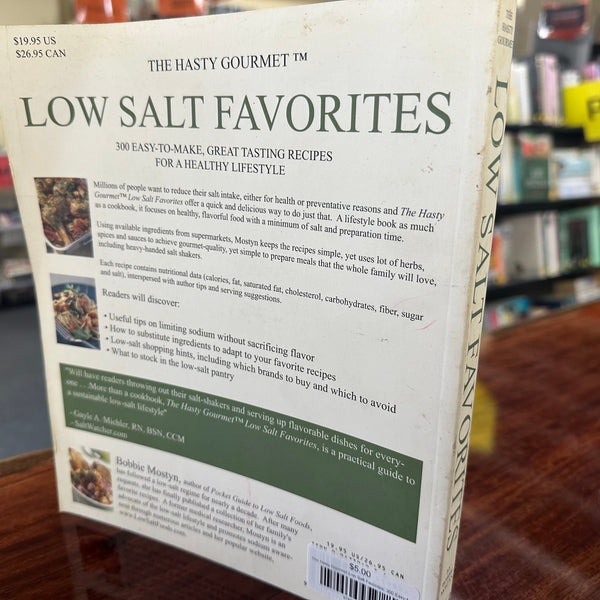 $19.95 US
$26.95 CAN
THE HASTY GOURMET™
LOW SALT FAVORITES
300 EASY-TO-MAKE, GREAT TASTING RECIPES
FOR A HEALTHY LIFESTYLE
Millions of people want to reduce their salt intake, either for health or preventative reasons and The Hasty
Gourmet™ Low Salt Favorites offer a quick and delicious way to do just that. A lifestyle book as much
as a cookbook, it focuses on healthy, flavorful food with a minimum of salt and preparation time.
Using available ingredients from supermarkets, Mostyn keeps the recipes simple, yet uses lot of herbs,
spices and sauces to achieve gourmet-quality, yet simple to prepare meals that the whole family will love,
including heavy-handed salt shakers.
Each recipe contains nutritional data (calories, fat, saturated fat, cholesterol, carbohydrates, fiber, sugar
and salt), interspersed with author tips and serving suggestions.
Readers will discover:
• Useful tips on limiting sodium without sacrificing flavor
• How to substitute ingredients to adapt to your favorite recipes
• Low-salt shopping hints, including which brands to buy and which to avoid
• What to stock in the low-salt pantry
"Will have readers throwing out their salt-shakers and serving up flavorable dishes for every-
one . . .More than a cookbook, The Hasty Gourmet™ Low Salt Favorites, is a practical guide to
a sustainable low-salt lifestyle"
–Gayle A. Michler, RN, BSN, CCM
–SaltWatcher.com
Bobbie Mostyn, author of Pocket Guide to Low Salt Foods,
has followed a low-salt regime for nearly a decade. After many
requests, she has finally published a collection of her family's
favorite recipes. A former medical researcher, Mostyn is an
advocate of the low salt lifestyle and promotes sodium aware-
ness through numerous articles and her popular website,
www.LowSaltFoods.com.
19.95 US/26.95 CAN
$5.00
THE HASTY GOURMET
LOW SALT FAVORITES
P